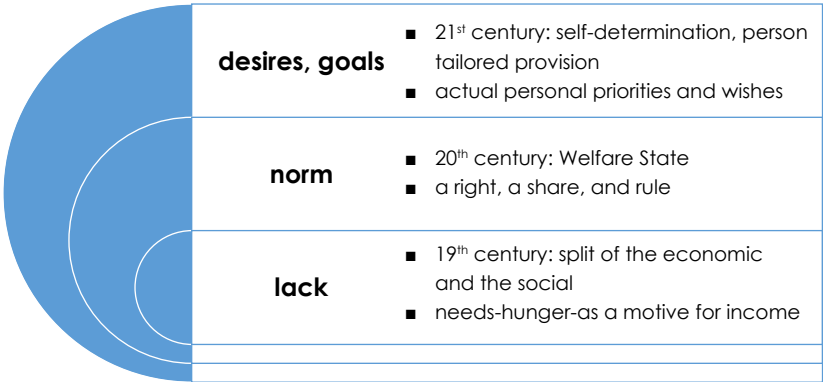 desires, goals
■ 21st century: self-determination, person
tailored provision
■ actual personal priorities and wishes
norm
■ 20th century: Welfare State
■ a right, a share, and rule
lack
■ 19th century: split of the economic
and the social
■ needs-hunger-as a motive for income